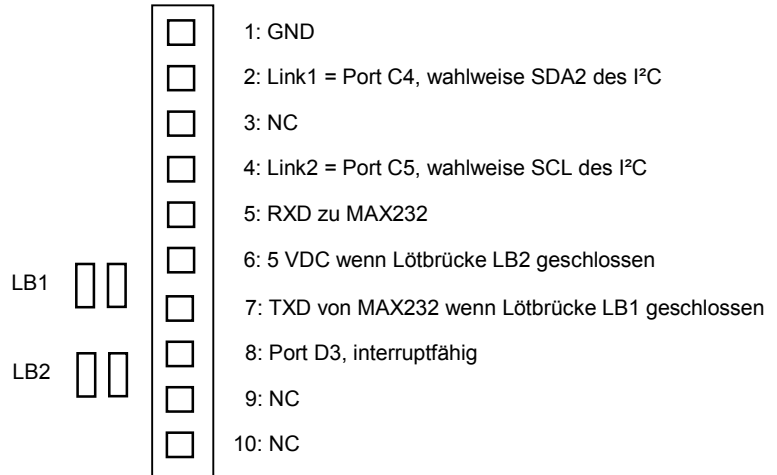 1: GND
2: Link1 = Port C4, wahlweise SDA2 des I²C
3: NC
4: Link2 = Port C5, wahlweise SCL des I²C
5: RXD zu MAX232
6: 5 VDC wenn Lötbrücke LB2 geschlossen
LB1
7: TXD von MAX232 wenn Lötbrücke LB1 geschlossen
8: Port D3, interruptfähig
LB2
9: NC
10: NC